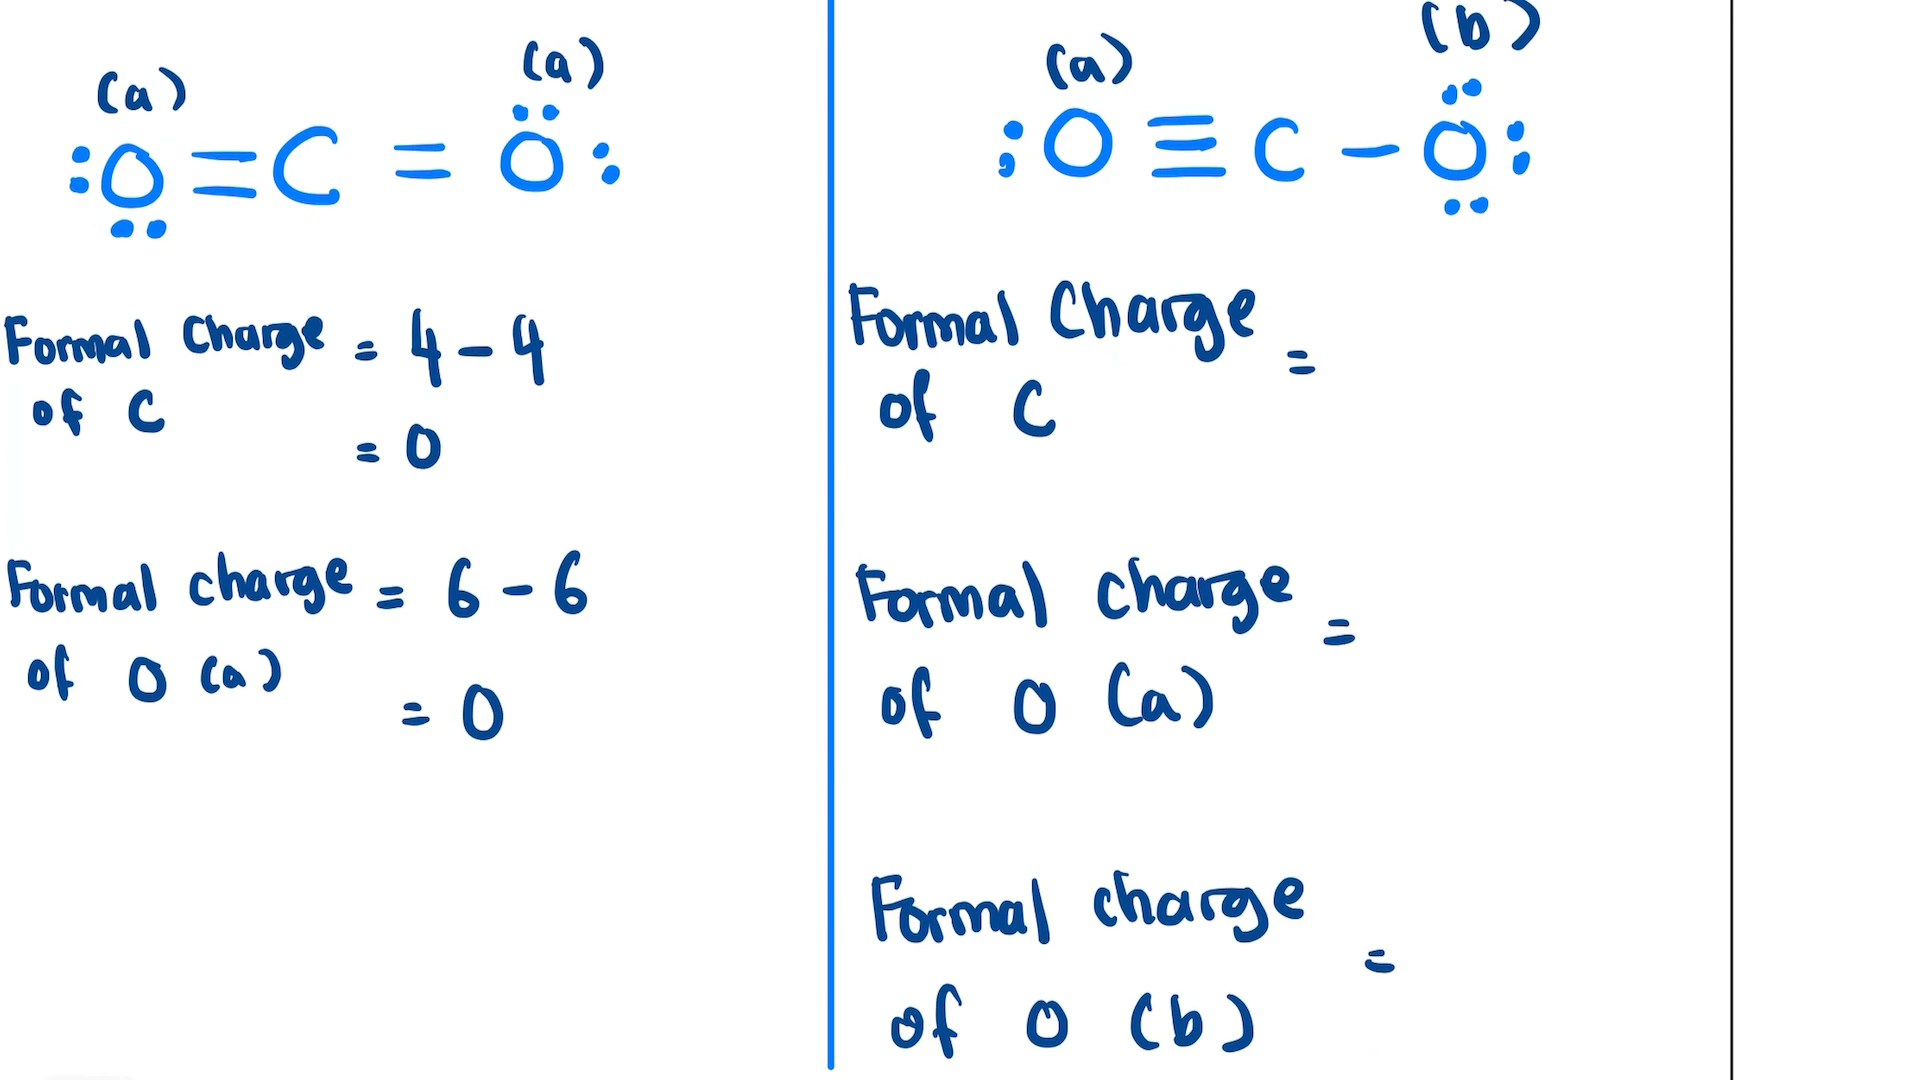 (a) (a)
:Ö=C=Ö:
Formal Charge = 4 - 4
of C
= 0
Formal charge = 6 - 6
of O (a)
= 0
(a) (b)
:O≡C-Ö:
Formal Charge =
of C
Formal charge =
of O (a)
Formal charge =
of O (b)